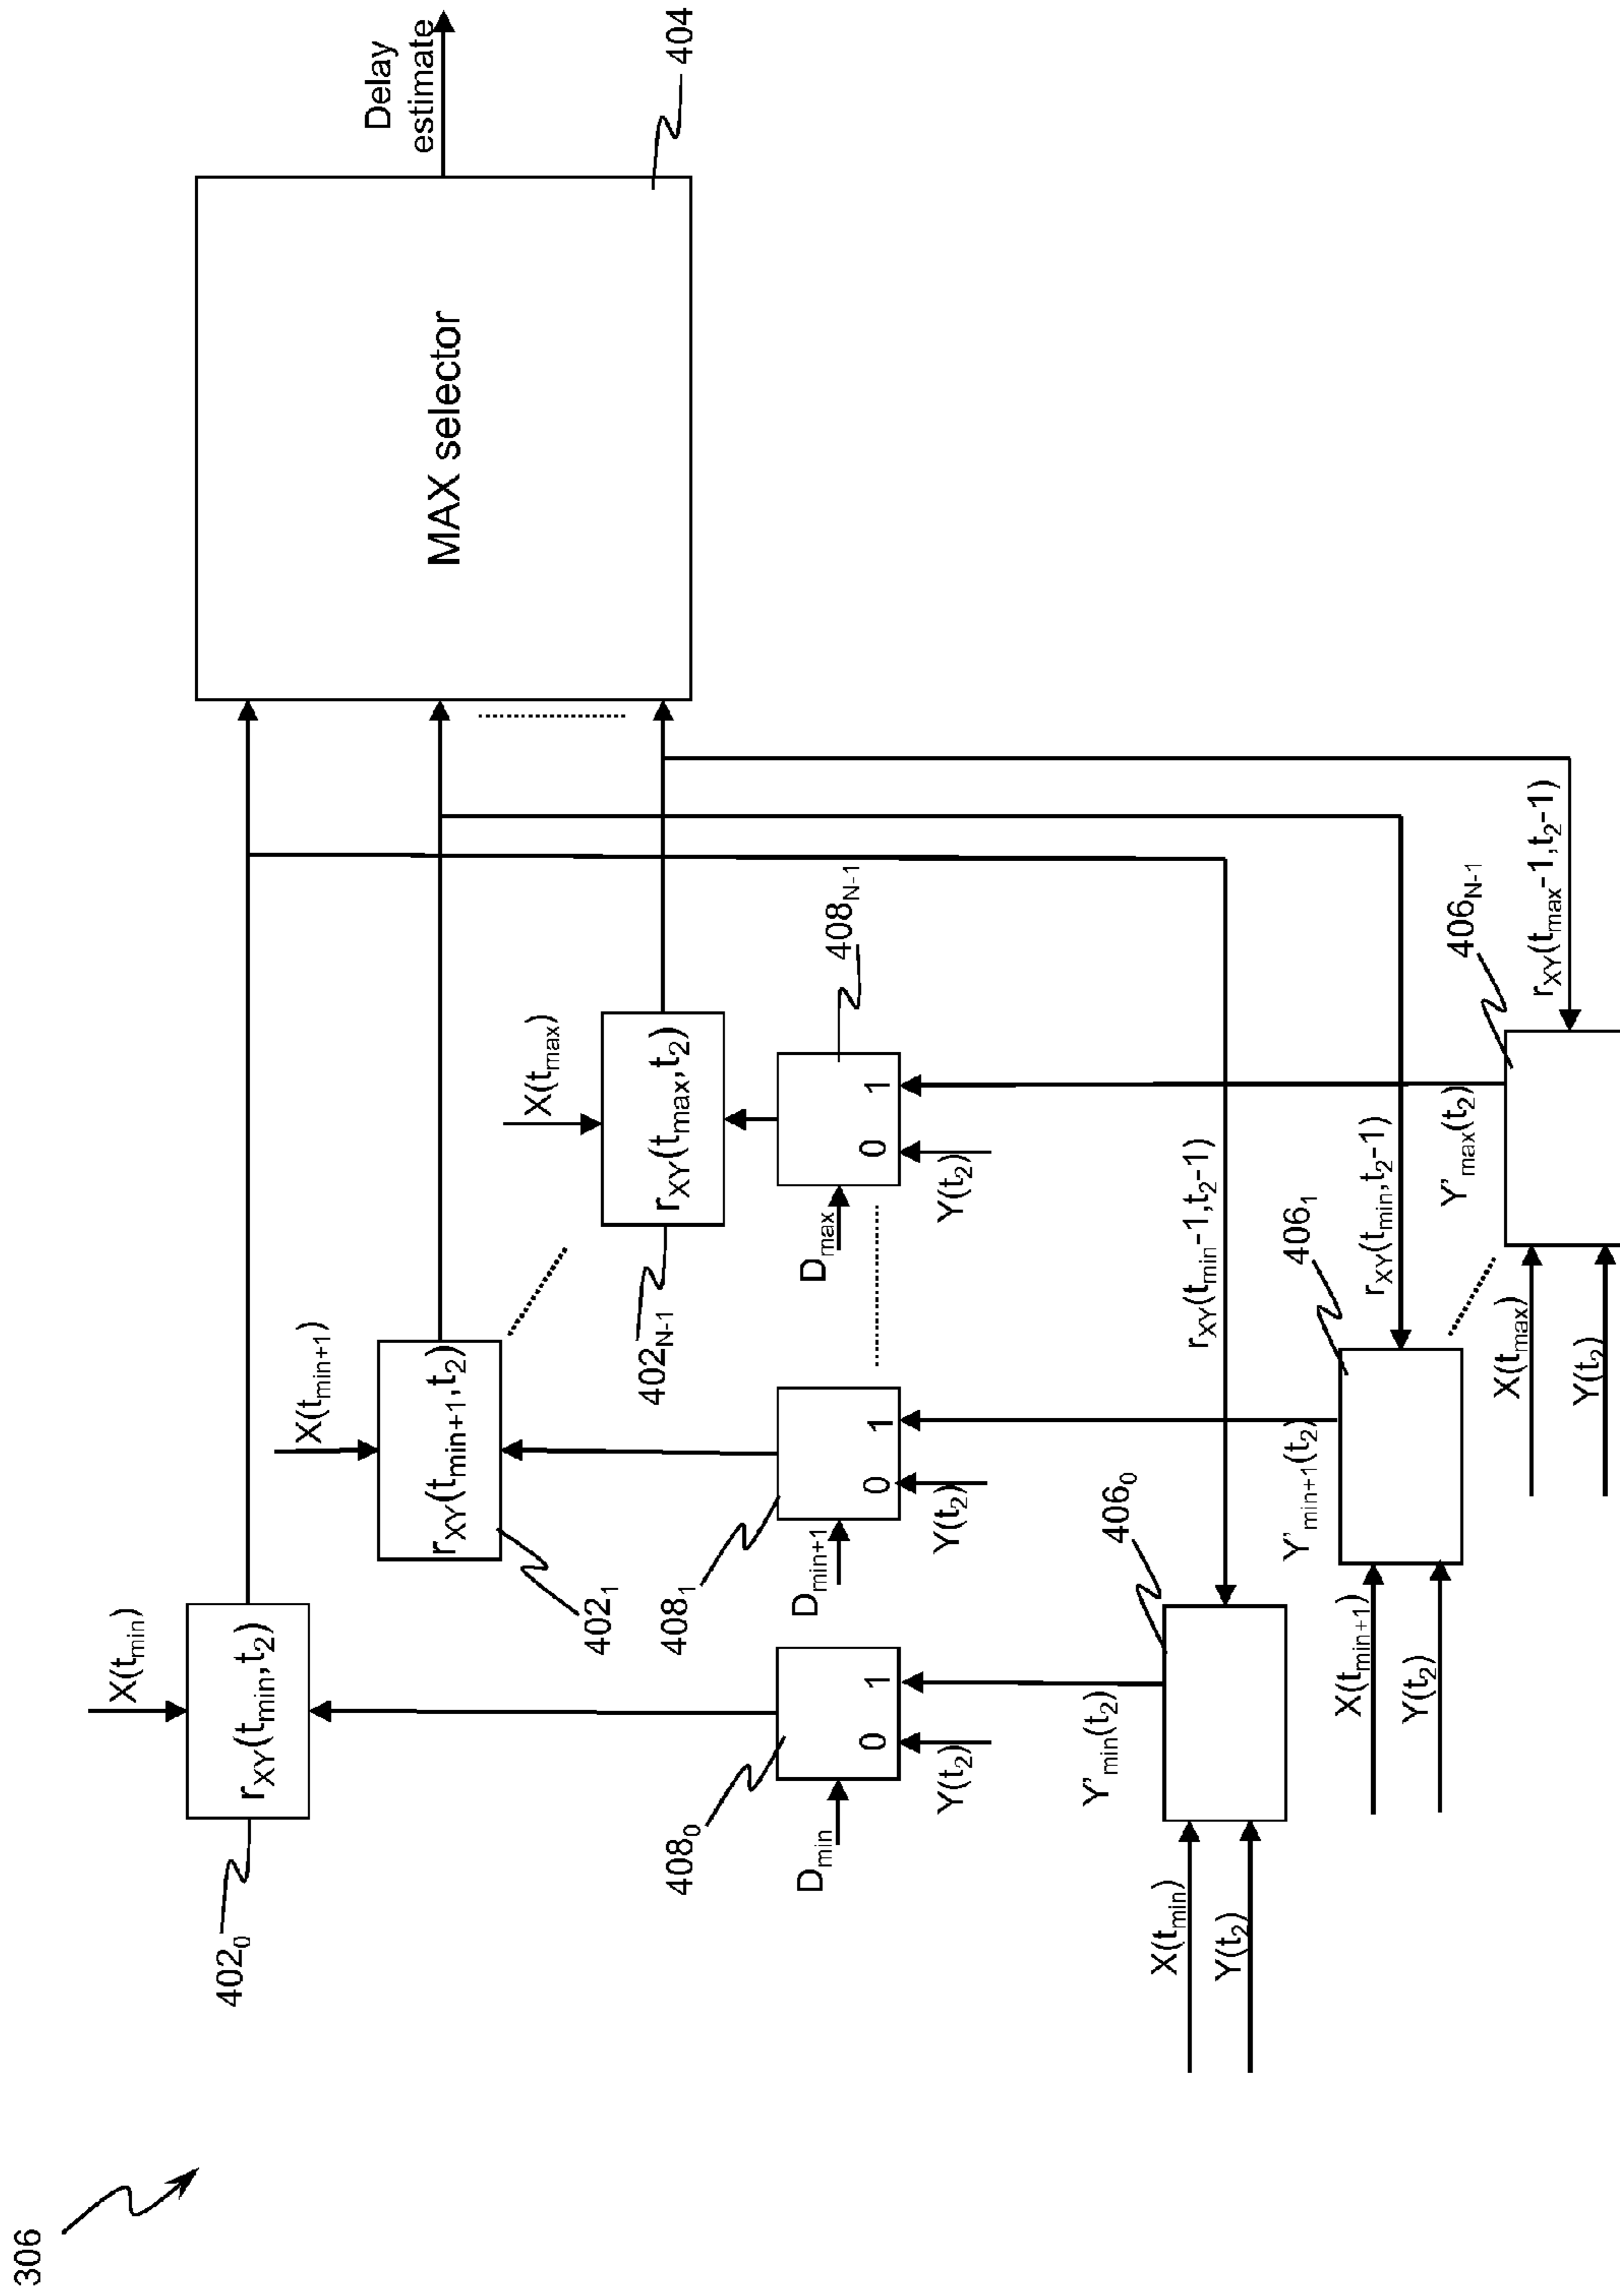 306
X(tmin)
rXY(tmin,t2)
4020
X(tmin+1)
rXY(tmin+1,t2)
4021
X(tmax)
rXY(tmax,t2)
402N-1
MAX selector
404
Delay
estimate
Dmin
0
1
4080
Y(t2)
Y'min(t2)
Dmin+1
0
1
4081
Y(t2)
Y'min+1(t2)
Dmax
0
1
408N-1
Y(t2)
Y'max(t2)
X(tmin)
Y(t2)
4060
rXY(tmin-1,t2-1)
X(tmin+1)
Y(t2)
4061
rXY(tmin,t2-1)
X(tmax)
Y(t2)
406N-1
rXY(tmax-1,t2-1)